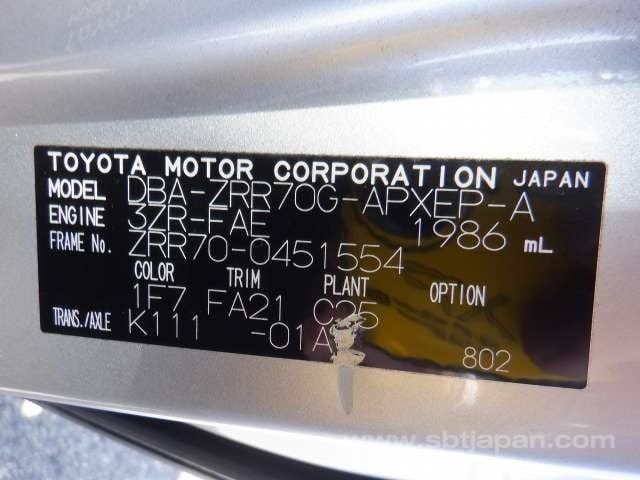 TOYOTA MOTOR CORPORATION JAPAN
MODEL DBA-ZRR70G-APXEP-A
ENGINE 3ZR-FAE 1986 mL
FRAME No. ZRR70-0451554
COLOR TRIM PLANT OPTION
1F7 FA21 C25
TRANS./AXLE K111 -01A
802
www.sbtjapan.com